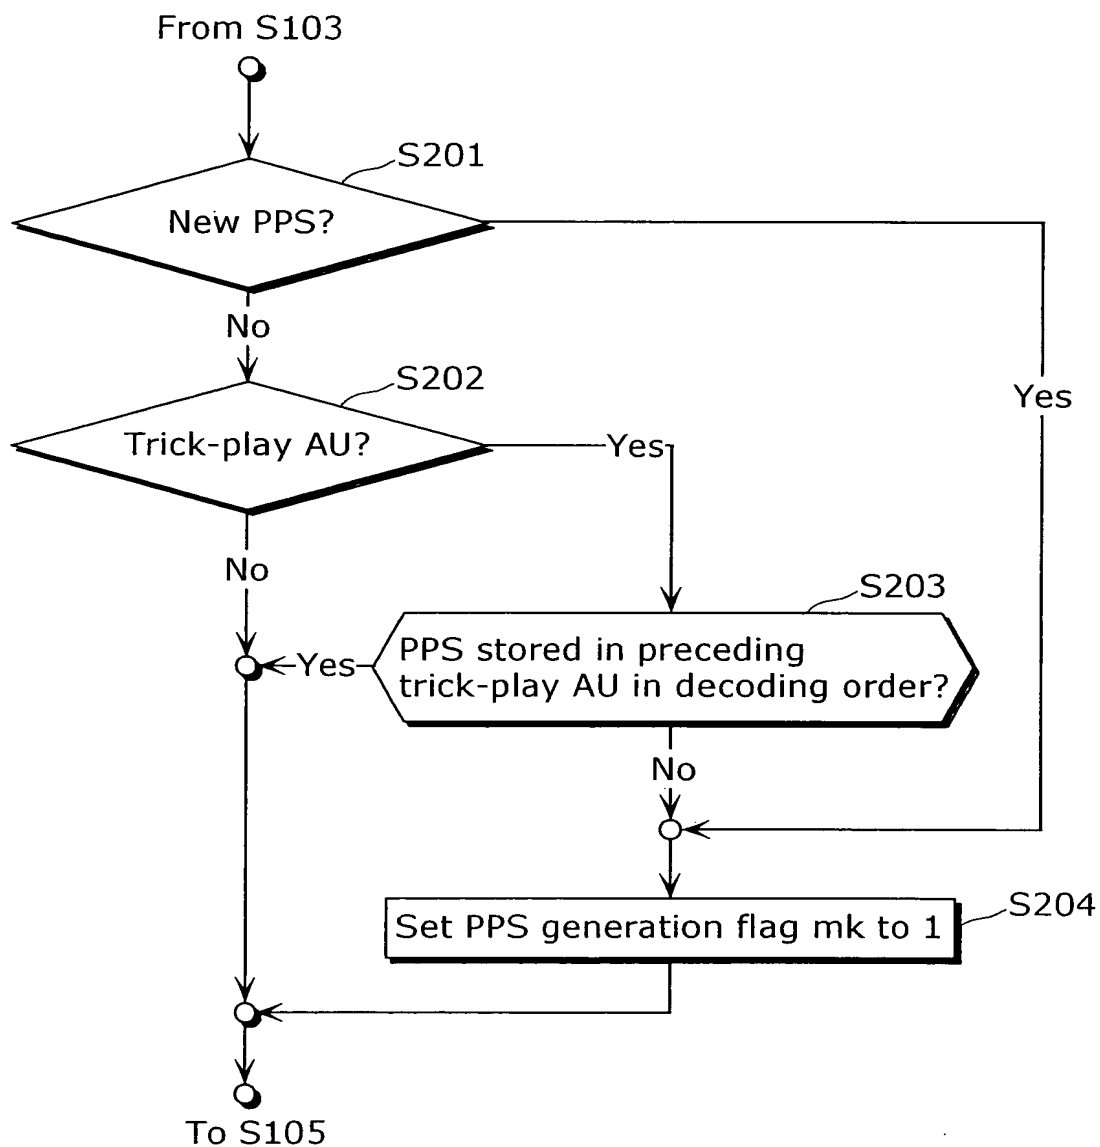 From S103
S201
New PPS?
No
Yes
S202
Trick-play AU?
Yes
No
S203
PPS stored in preceding
trick-play AU in decoding order?
Yes
No
S204
Set PPS generation flag mk to 1
To S105